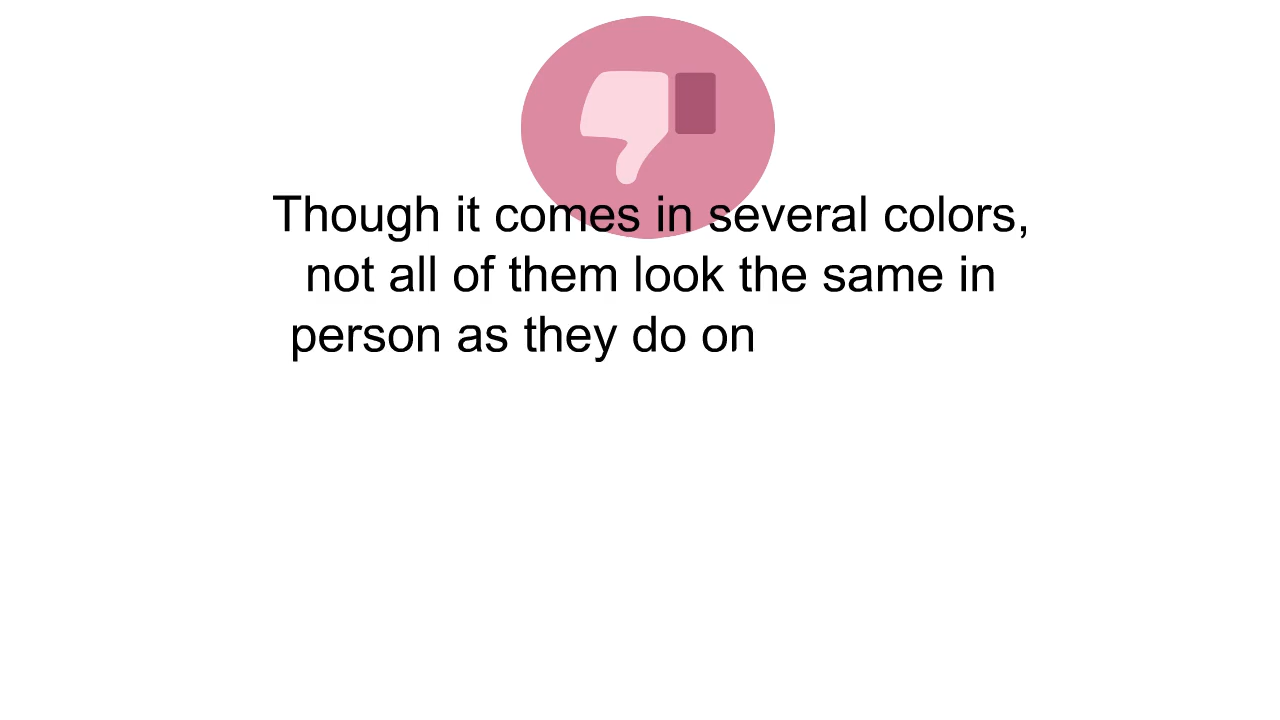 Though it comes in several colors,
not all of them look the same in
person as they do on